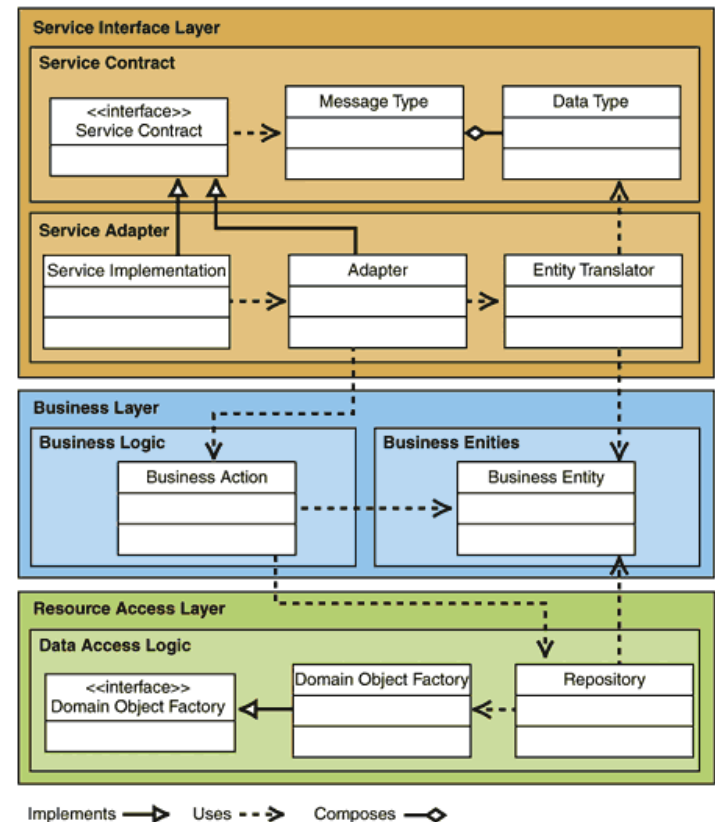 Service Interface Layer
Service Contract
<<interface>>
Service Contract
Message Type
Data Type
Service Adapter
Service Implementation
Adapter
Entity Translator
Business Layer
Business Logic
Business Enities
Business Action
Business Entity
Resource Access Layer
Data Access Logic
<<interface>>
Domain Object Factory
Domain Object Factory
Repository
Implements
Uses
Composes